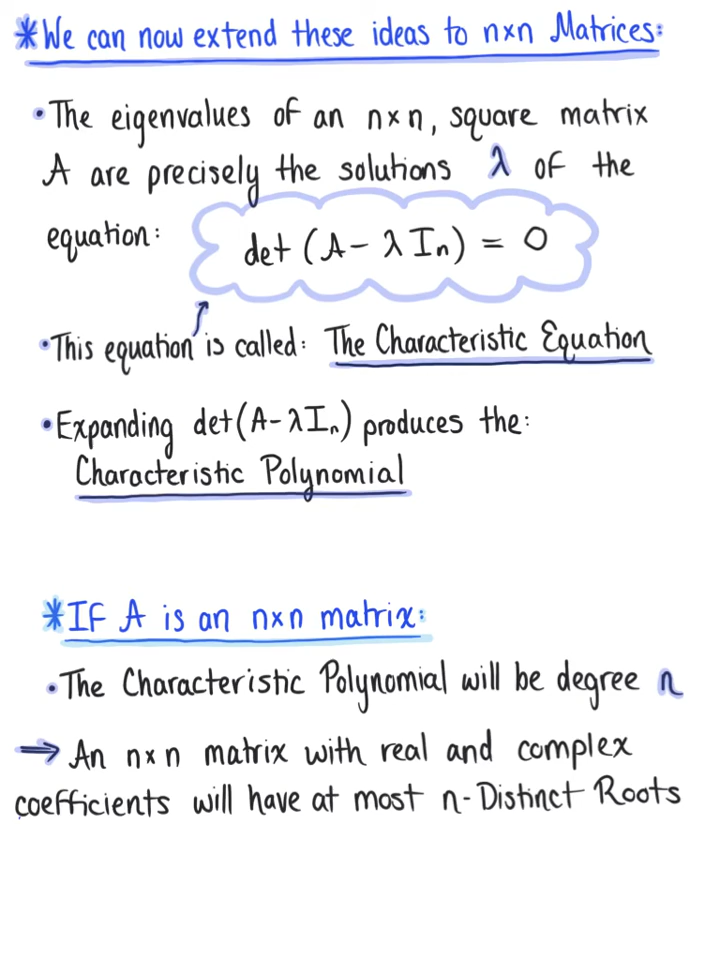 *We can now extend these ideas to n×n Matrices:
•The eigenvalues of an n×n, square matrix
A are precisely the solutions λ of the
equation: det (A - λIₙ) = 0
•This equation is called: The Characteristic Equation
•Expanding det(A-λIₙ) produces the:
Characteristic Polynomial
*IF A is an n×n matrix:
•The Characteristic Polynomial will be degree n
⇒ An n×n matrix with real and complex
coefficients will have at most n-Distinct Roots